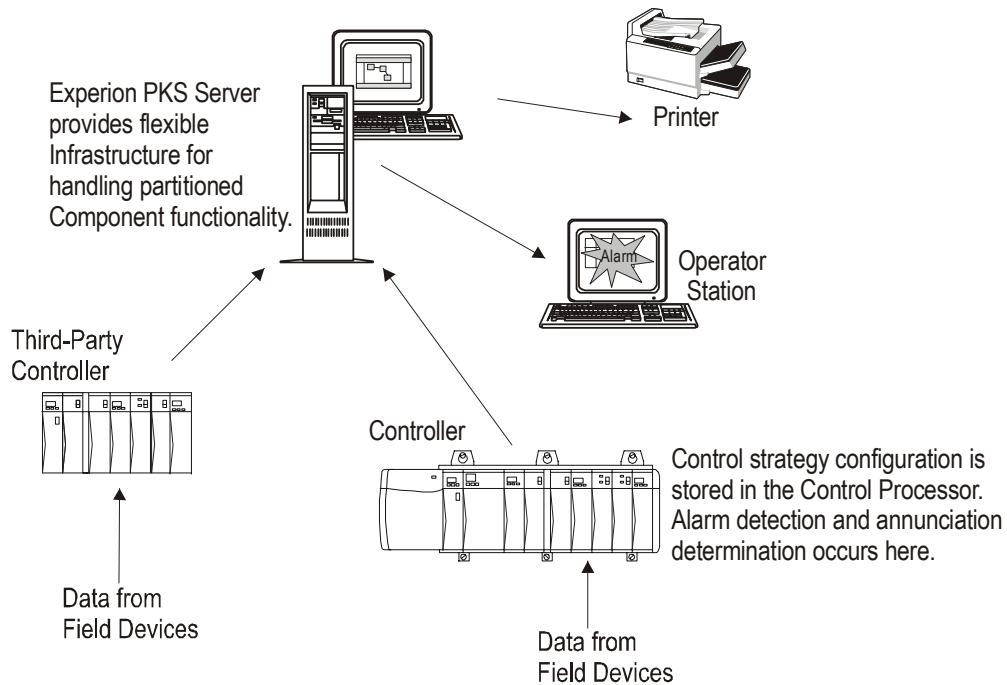 Experion PKS Server
provides flexible
Infrastructure for
handling partitioned
Component functionality.
Printer
Alarm
Operator
Station
Third-Party
Controller
Controller
Control strategy configuration is
stored in the Control Processor.
Alarm detection and annunciation
determination occurs here.
Data from
Field Devices
Data from
Field Devices